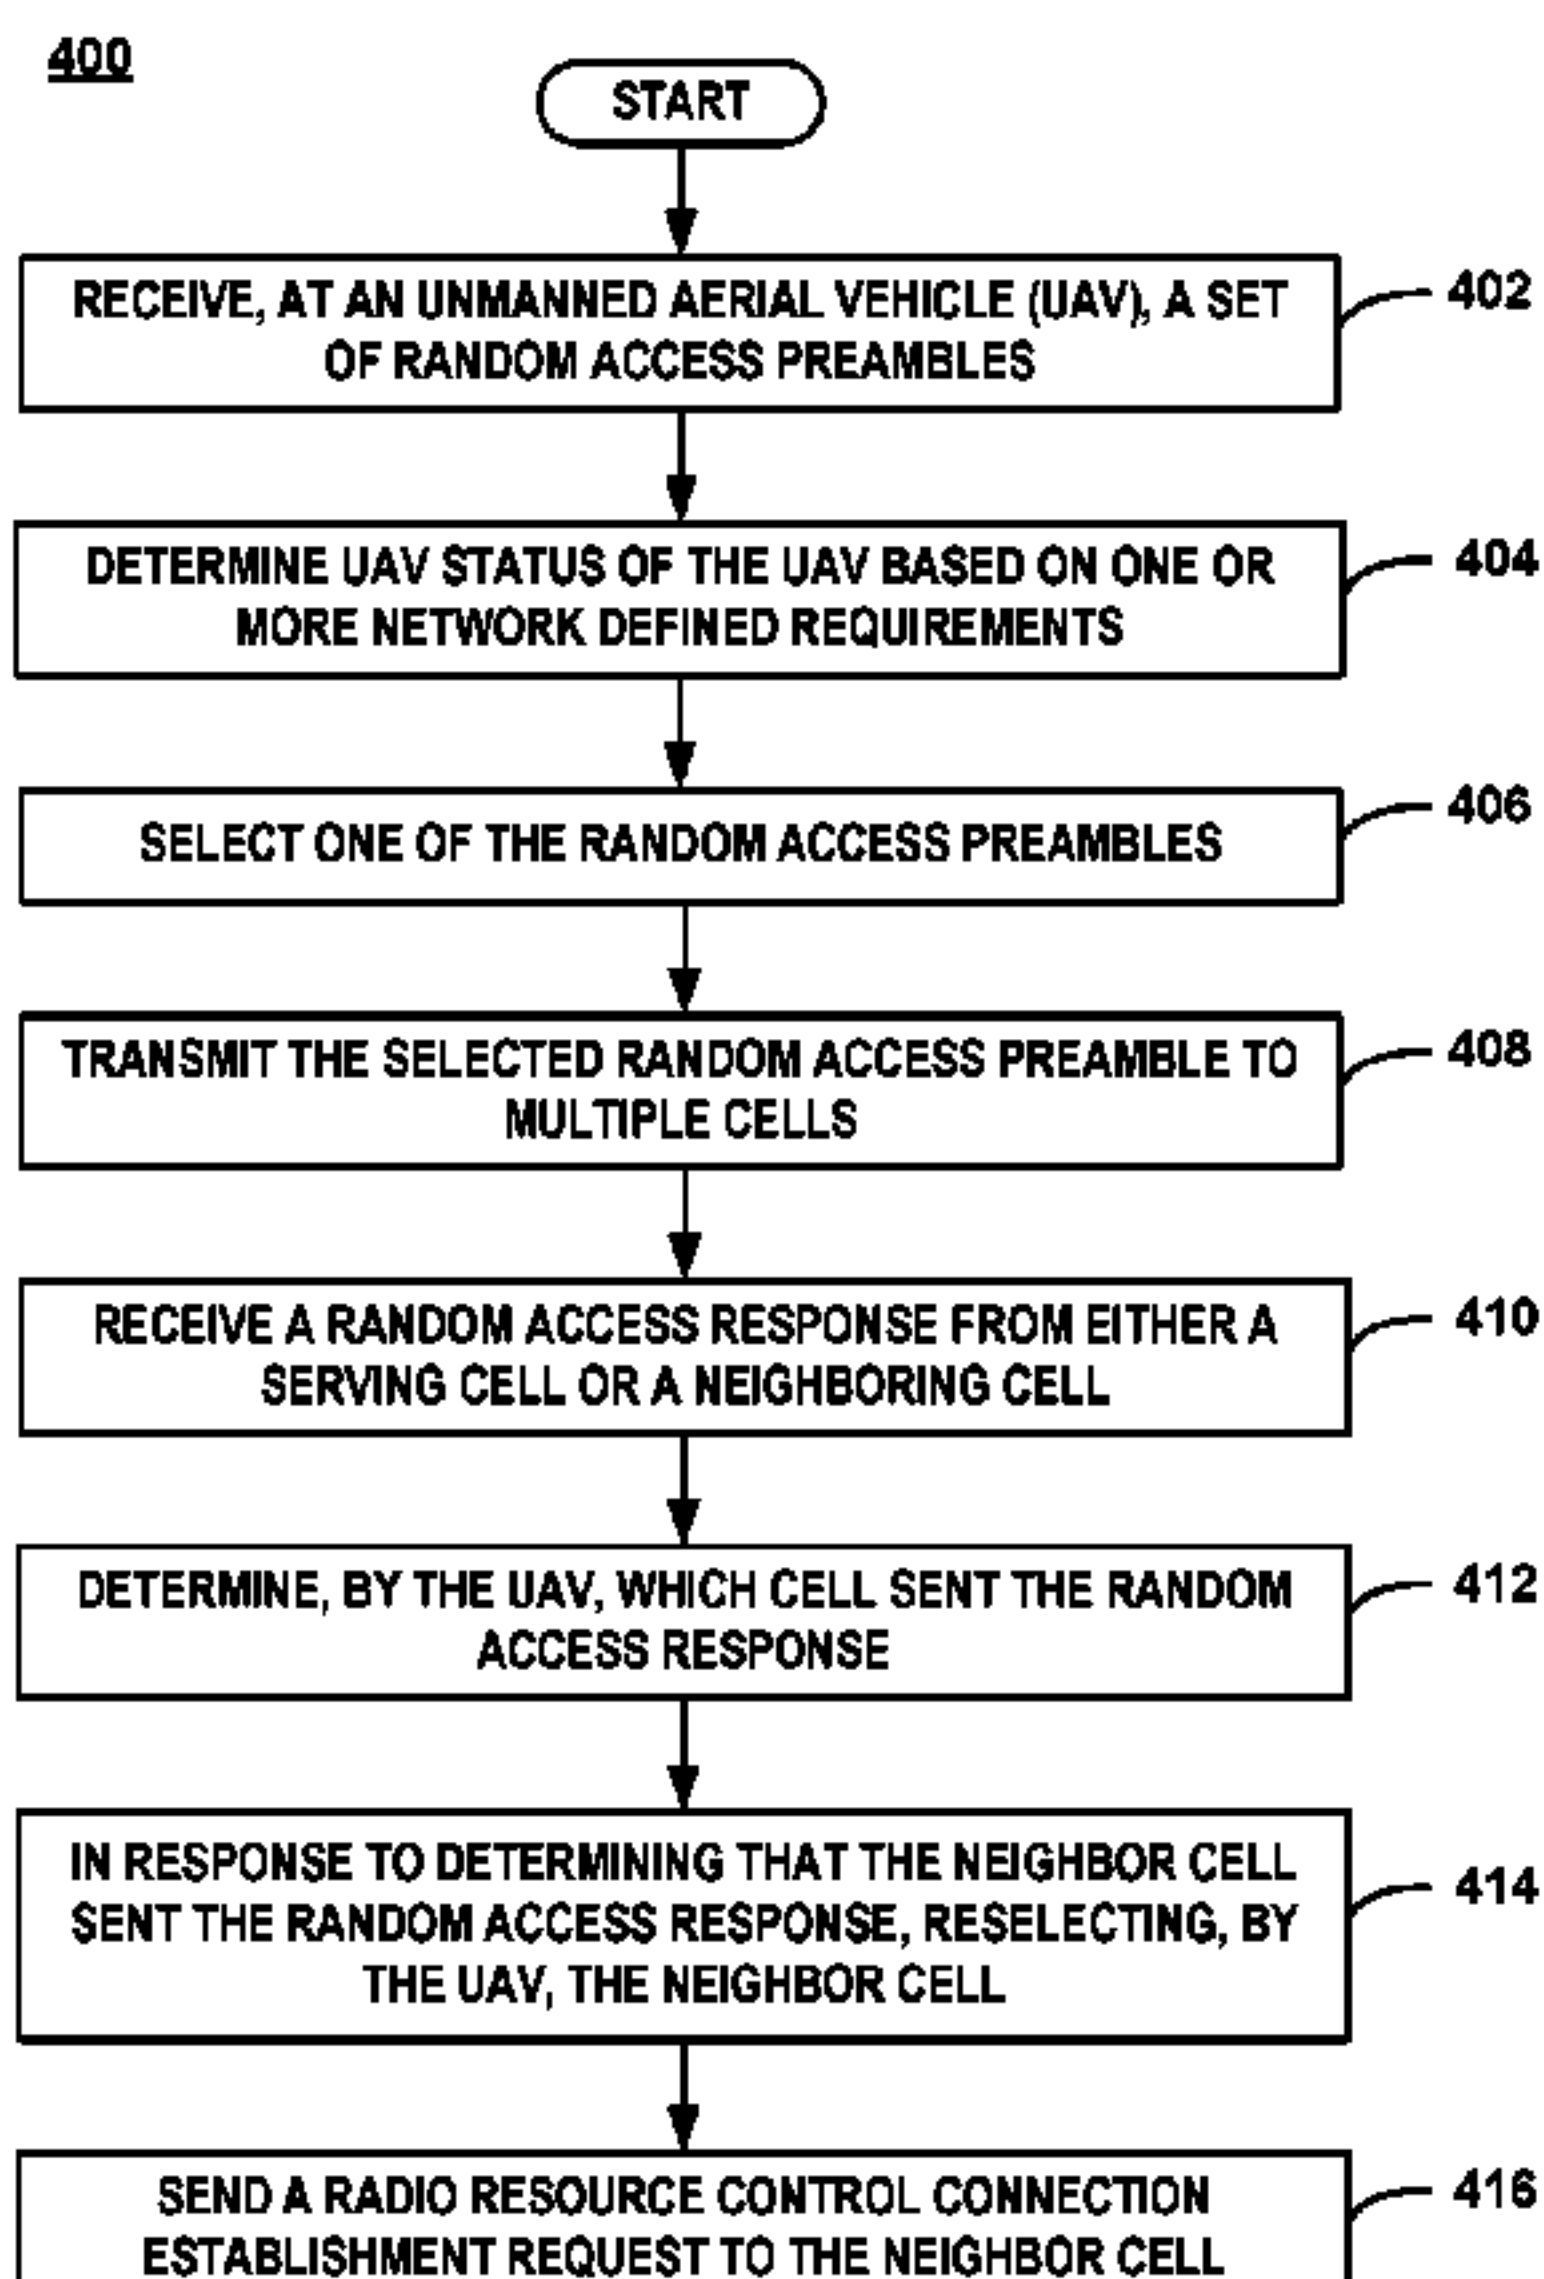 400
START
RECEIVE, AT AN UNMANNED AERIAL VEHICLE (UAV), A SET
OF RANDOM ACCESS PREAMBLES
402
DETERMINE UAV STATUS OF THE UAV BASED ON ONE OR
MORE NETWORK DEFINED REQUIREMENTS
404
SELECT ONE OF THE RANDOM ACCESS PREAMBLES
406
TRANSMIT THE SELECTED RANDOM ACCESS PREAMBLE TO
MULTIPLE CELLS
408
RECEIVE A RANDOM ACCESS RESPONSE FROM EITHER A
SERVING CELL OR A NEIGHBORING CELL
410
DETERMINE, BY THE UAV, WHICH CELL SENT THE RANDOM
ACCESS RESPONSE
412
IN RESPONSE TO DETERMINING THAT THE NEIGHBOR CELL
SENT THE RANDOM ACCESS RESPONSE, RESELECTING, BY
THE UAV, THE NEIGHBOR CELL
414
SEND A RADIO RESOURCE CONTROL CONNECTION
ESTABLISHMENT REQUEST TO THE NEIGHBOR CELL
416